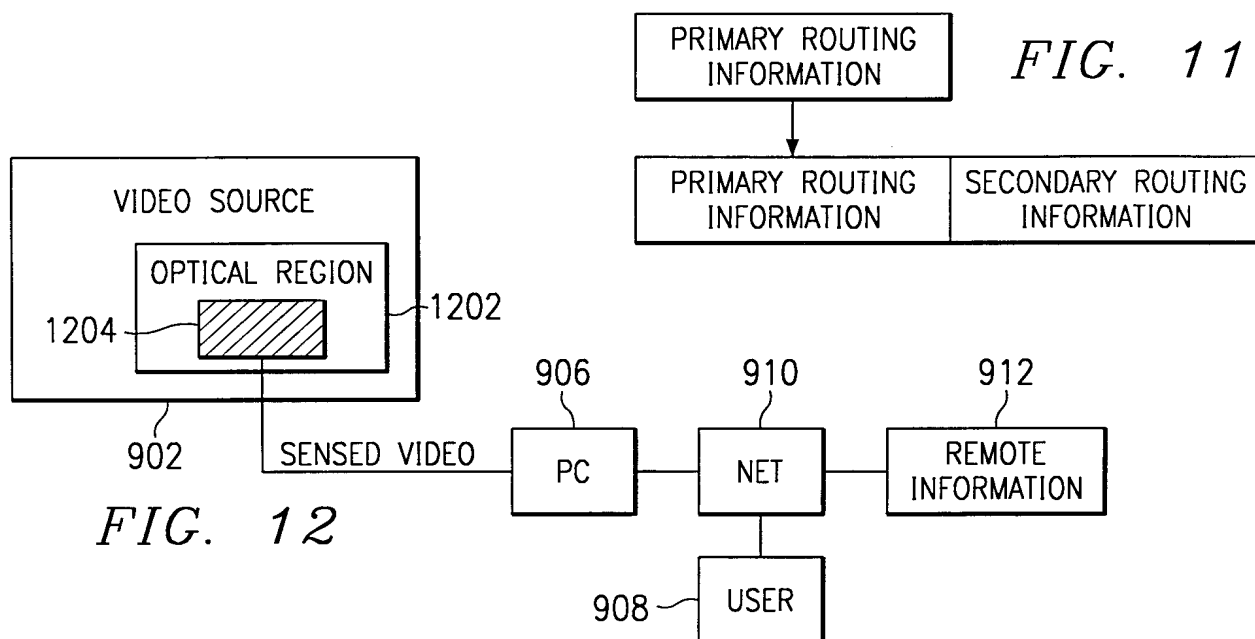 PRIMARY ROUTING
INFORMATION
FIG. 11
PRIMARY ROUTING
INFORMATION
SECONDARY ROUTING
INFORMATION
VIDEO SOURCE
OPTICAL REGION
1204
1202
902
SENSED VIDEO
906
PC
910
NET
912
REMOTE
INFORMATION
908
USER
FIG. 12